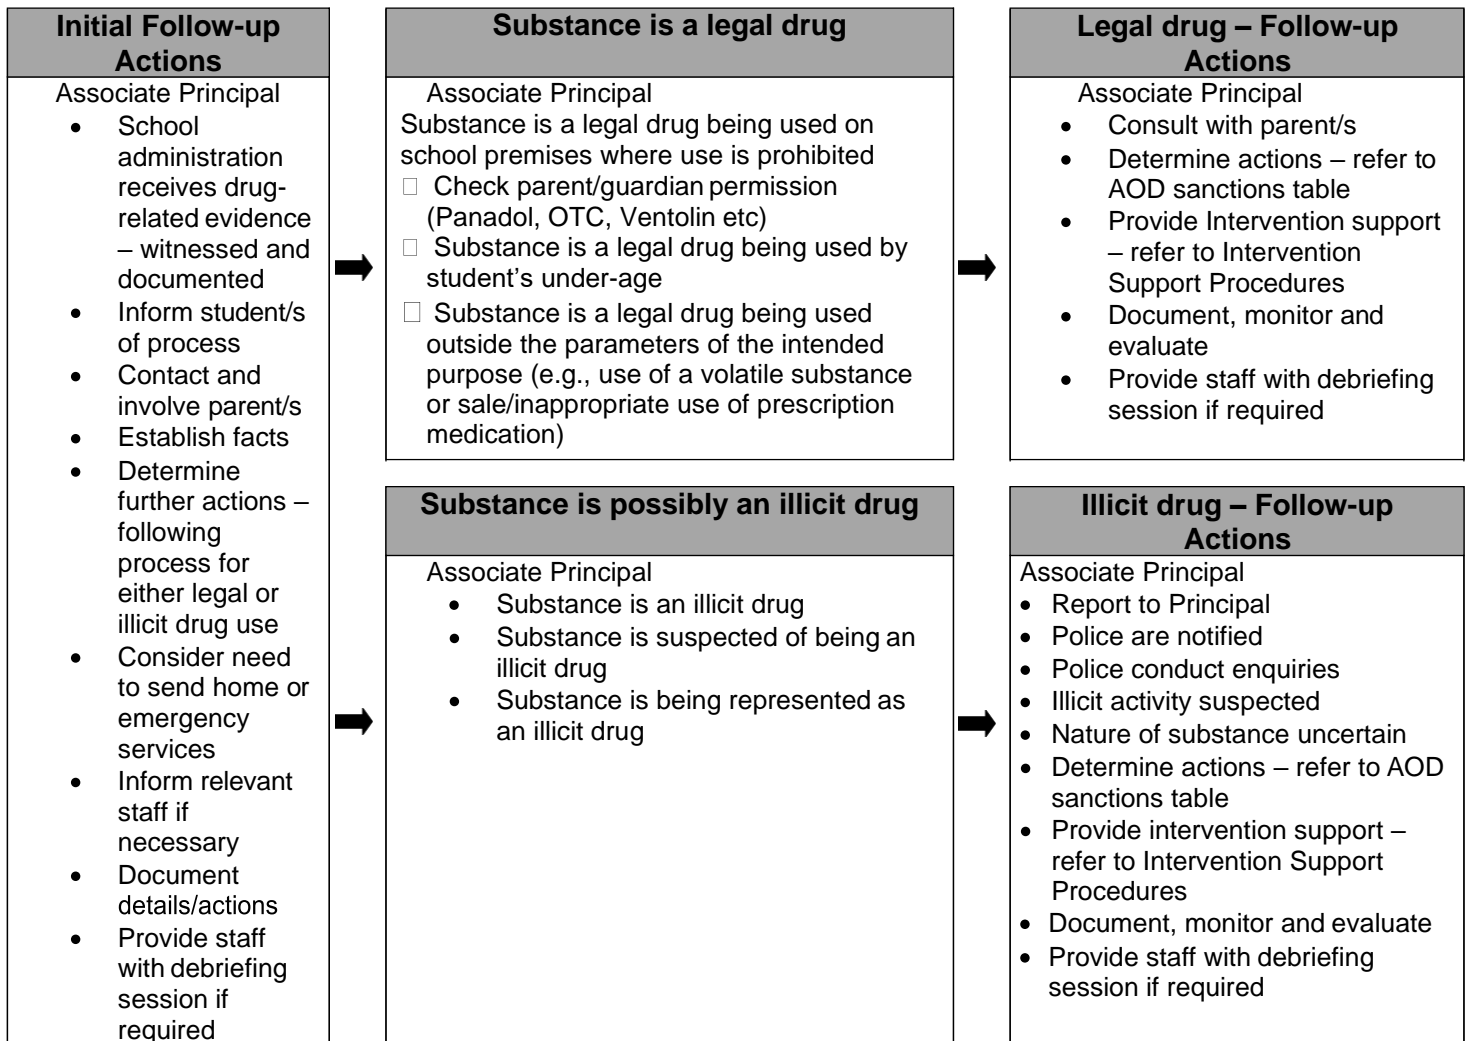 Initial Follow-up
Actions
Associate Principal
• School
administration
receives drug-
related evidence
– witnessed and
documented
• Inform student/s
of process
• Contact and
involve parent/s
• Establish facts
• Determine
further actions –
following
process for
either legal or
illicit drug use
• Consider need
to send home or
emergency
services
• Inform relevant
staff if
necessary
• Document
details/actions
• Provide staff
with debriefing
session if
required
Substance is a legal drug
Associate Principal
Substance is a legal drug being used on
school premises where use is prohibited
□ Check parent/guardian permission
(Panadol, OTC, Ventolin etc)
□ Substance is a legal drug being used by
student’s under-age
□ Substance is a legal drug being used
outside the parameters of the intended
purpose (e.g., use of a volatile substance
or sale/inappropriate use of prescription
medication)
Legal drug – Follow-up
Actions
Associate Principal
• Consult with parent/s
• Determine actions – refer to
AOD sanctions table
• Provide Intervention support
– refer to Intervention
Support Procedures
• Document, monitor and
evaluate
• Provide staff with debriefing
session if required
Substance is possibly an illicit drug
Associate Principal
• Substance is an illicit drug
• Substance is suspected of being an
illicit drug
• Substance is being represented as
an illicit drug
Illicit drug – Follow-up
Actions
Associate Principal
• Report to Principal
• Police are notified
• Police conduct enquiries
• Illicit activity suspected
• Nature of substance uncertain
• Determine actions – refer to AOD
sanctions table
• Provide intervention support –
refer to Intervention Support
Procedures
• Document, monitor and evaluate
• Provide staff with debriefing
session if required